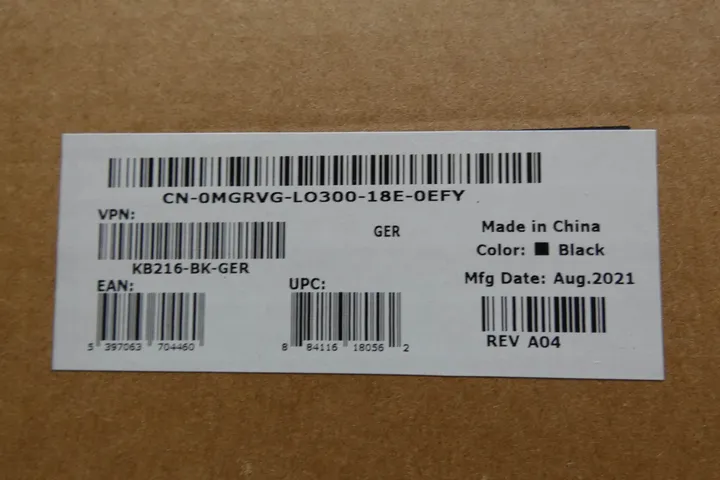 CN-0MGRVG-LO300-18E-0EFY
VPN:
KB216-BK-GER
GER
Made in China
Color: Black
EAN:
5 397063 704460
UPC:
8 84116 18056 2
Mfg Date: Aug.2021
REV A04